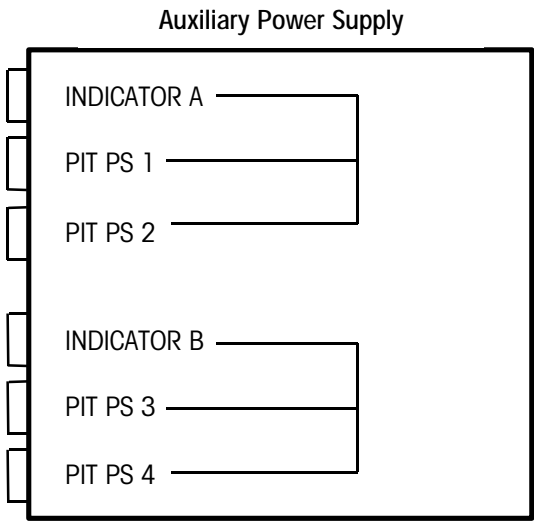 Auxiliary Power Supply
INDICATOR A
PIT PS 1
PIT PS 2
INDICATOR B
PIT PS 3
PIT PS 4